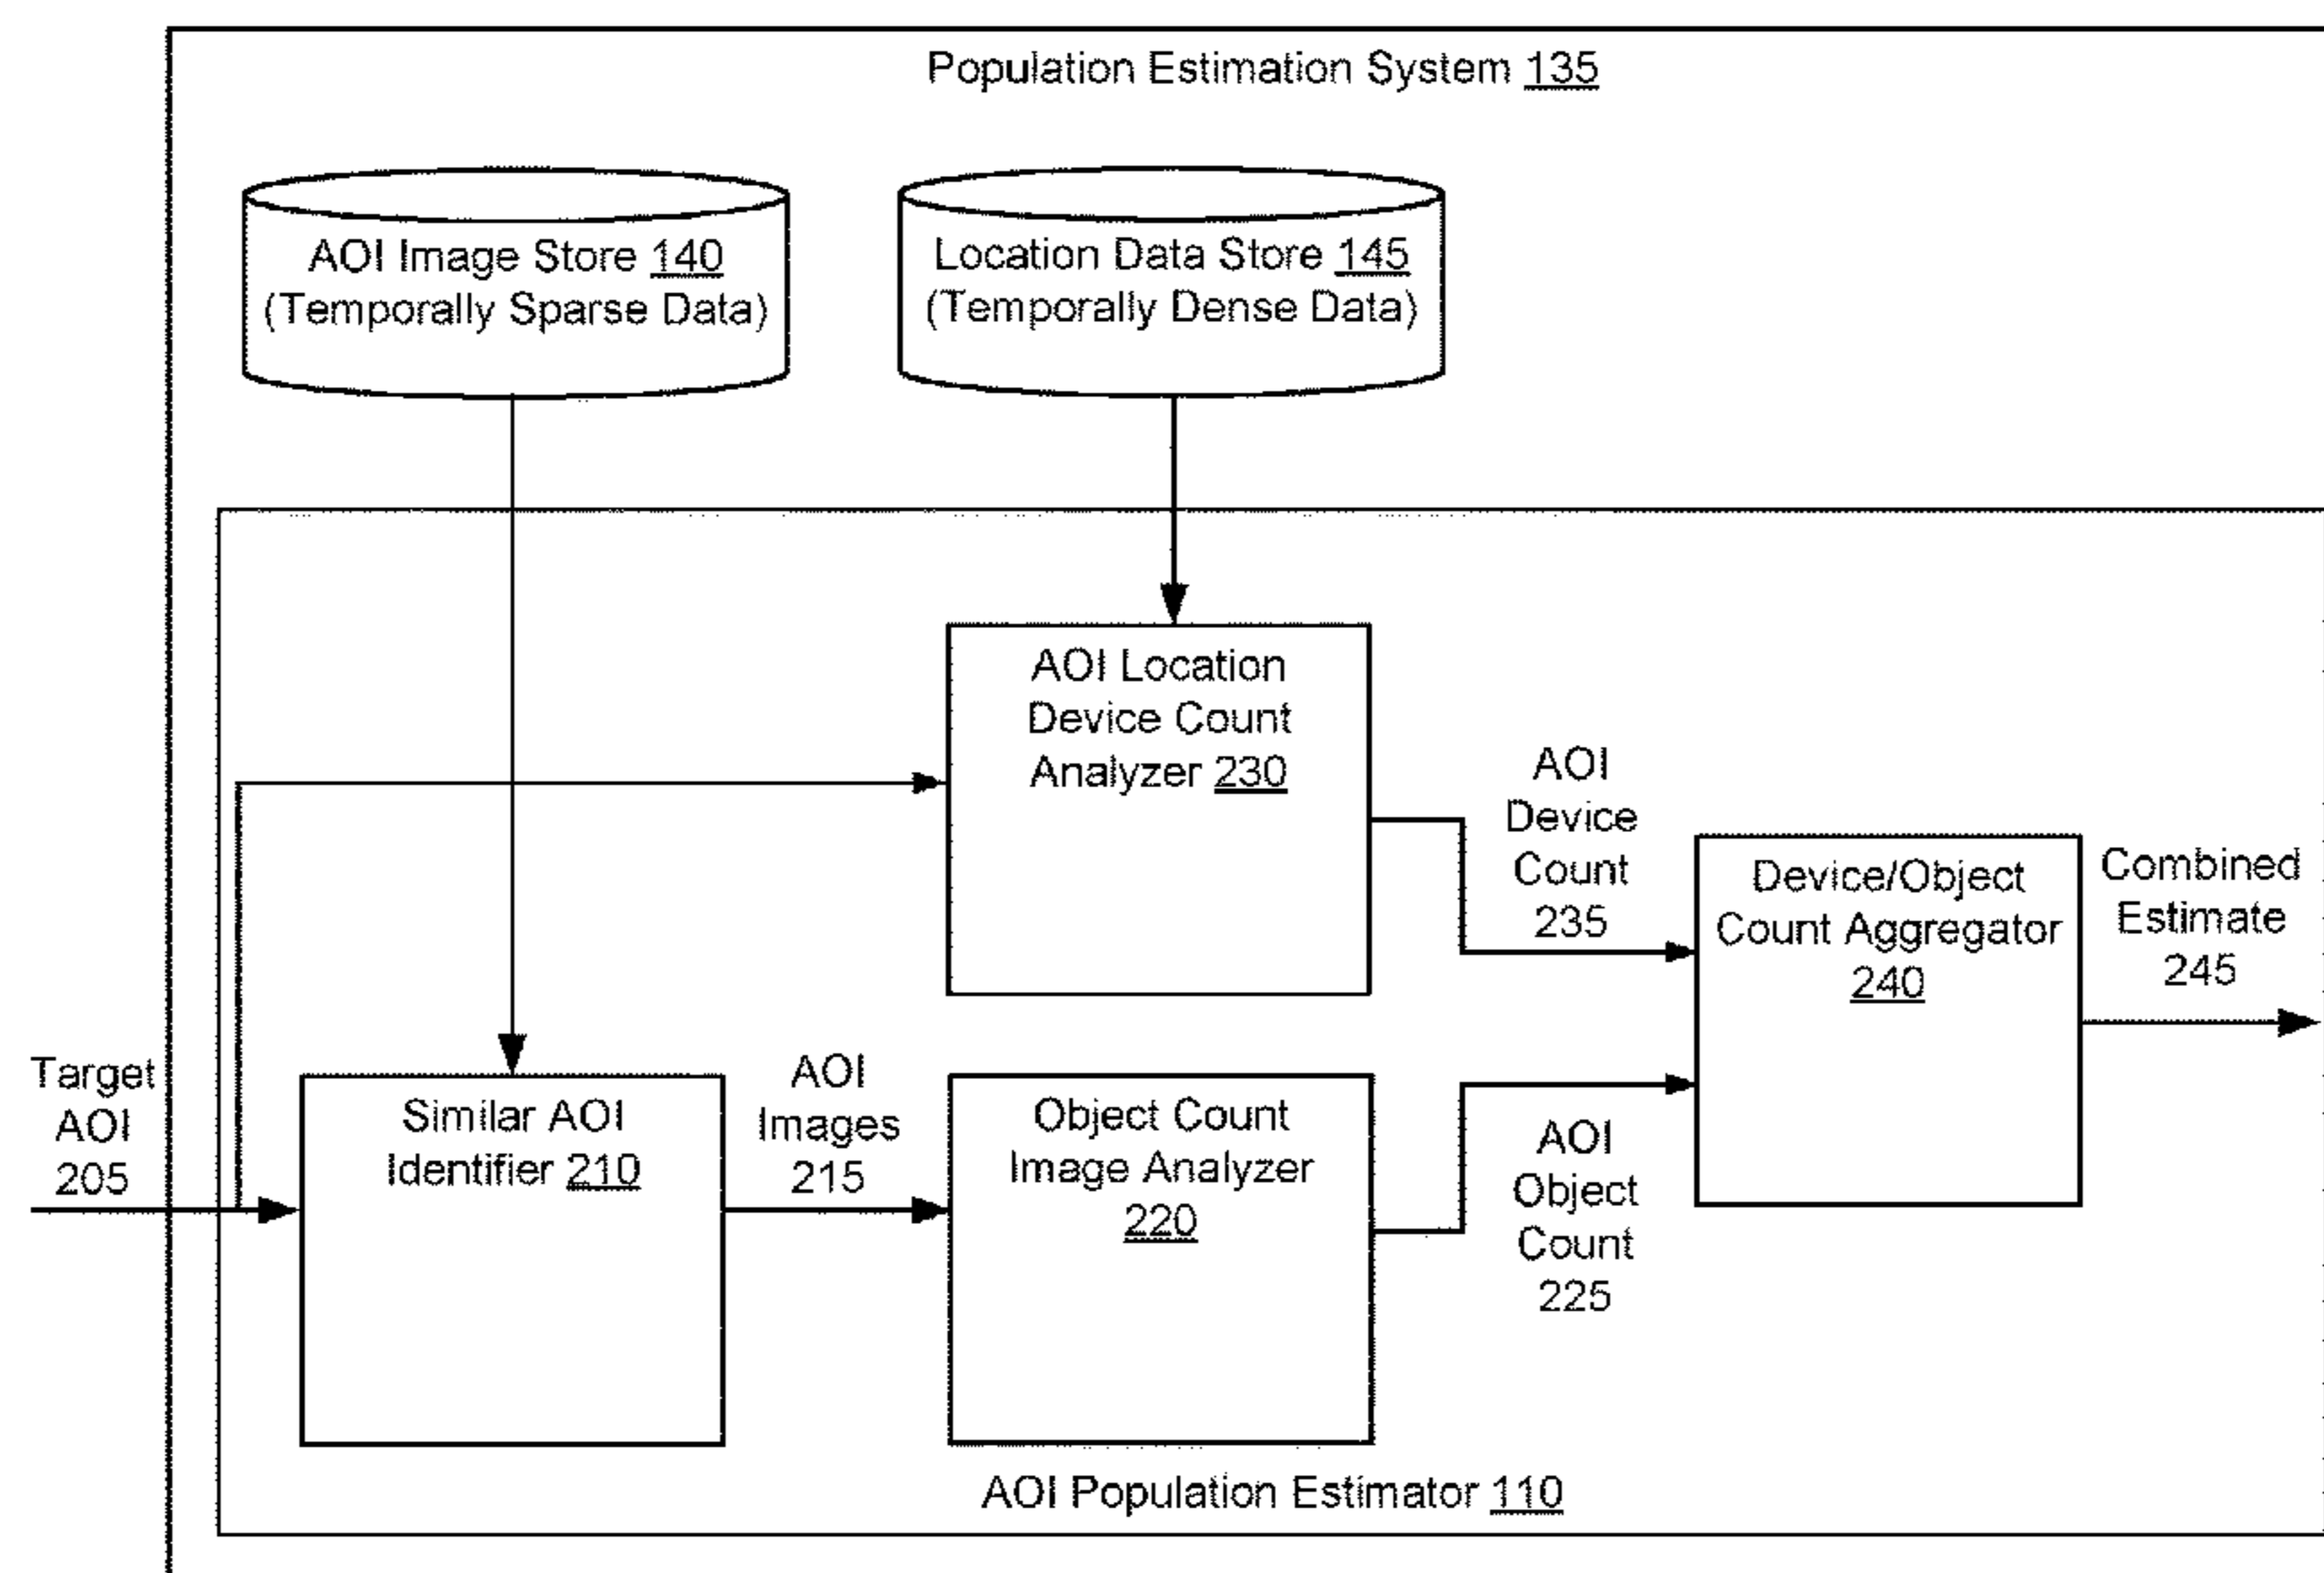 Population Estimation System 135
AOI Image Store 140
(Temporally Sparse Data)
Location Data Store 145
(Temporally Dense Data)
AOI Location
Device Count
Analyzer 230
AOI
Device
Count
235
Device/Object
Count Aggregator
240
Combined
Estimate
245
Target
AOI
205
Similar AOI
Identifier 210
AOI
Images
215
Object Count
Image Analyzer
220
AOI
Object
Count
225
AOI Population Estimator 110